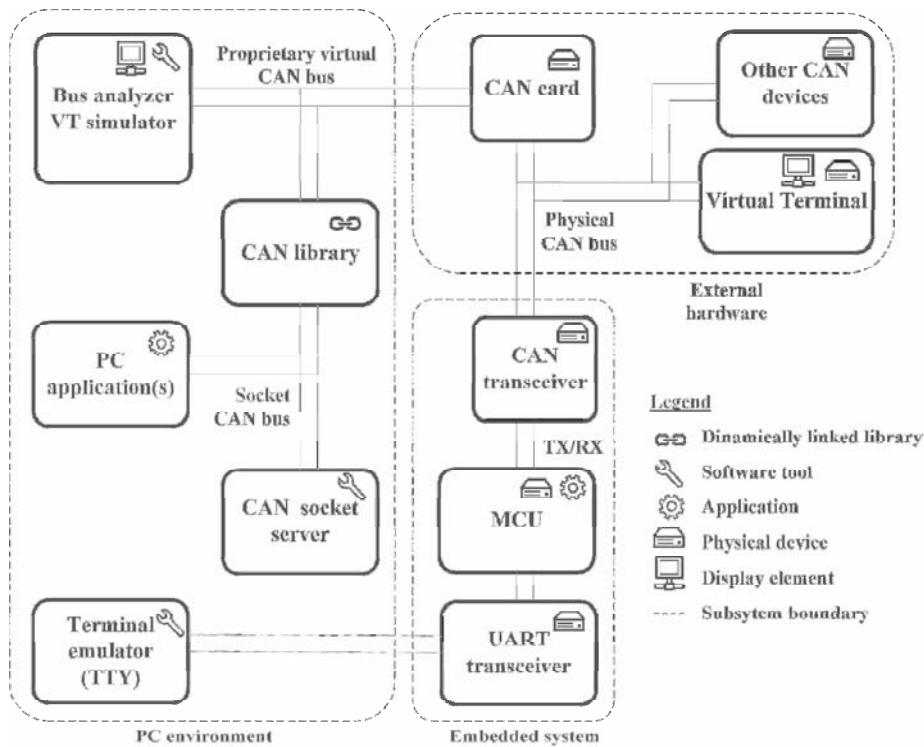 Bus analyzer
VT simulator
Proprietary virtual
CAN bus
CAN card
Other CAN
devices
Virtual Terminal
Physical
CAN bus
External
hardware
CAN library
PC
application(s)
Socket
CAN bus
CAN socket
server
Terminal
emulator
(TTY)
PC environment
CAN
transceiver
TX/RX
MCU
UART
transceiver
Embedded system
Legend
Dinamically linked library
Software tool
Application
Physical device
Display element
Subsytem boundary